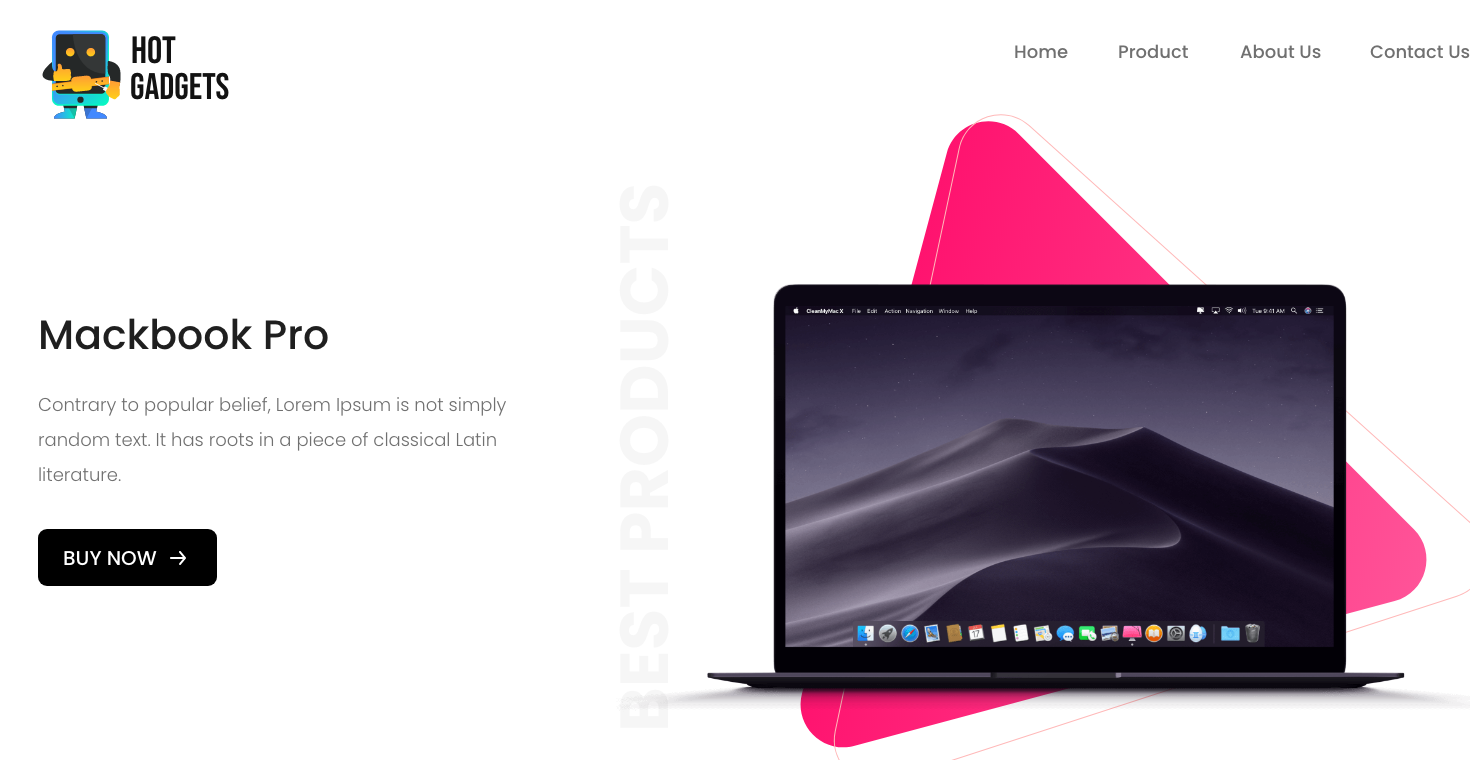 HOT
GADGETS
Home Product About Us Contact Us
BEST PRODUCTS
Mackbook Pro
Contrary to popular belief, Lorem Ipsum is not simply
random text. It has roots in a piece of classical Latin
literature.
BUY NOW
CleanMyMac X File Edit Action Navigation Window Help Tue 9:41 AM
17